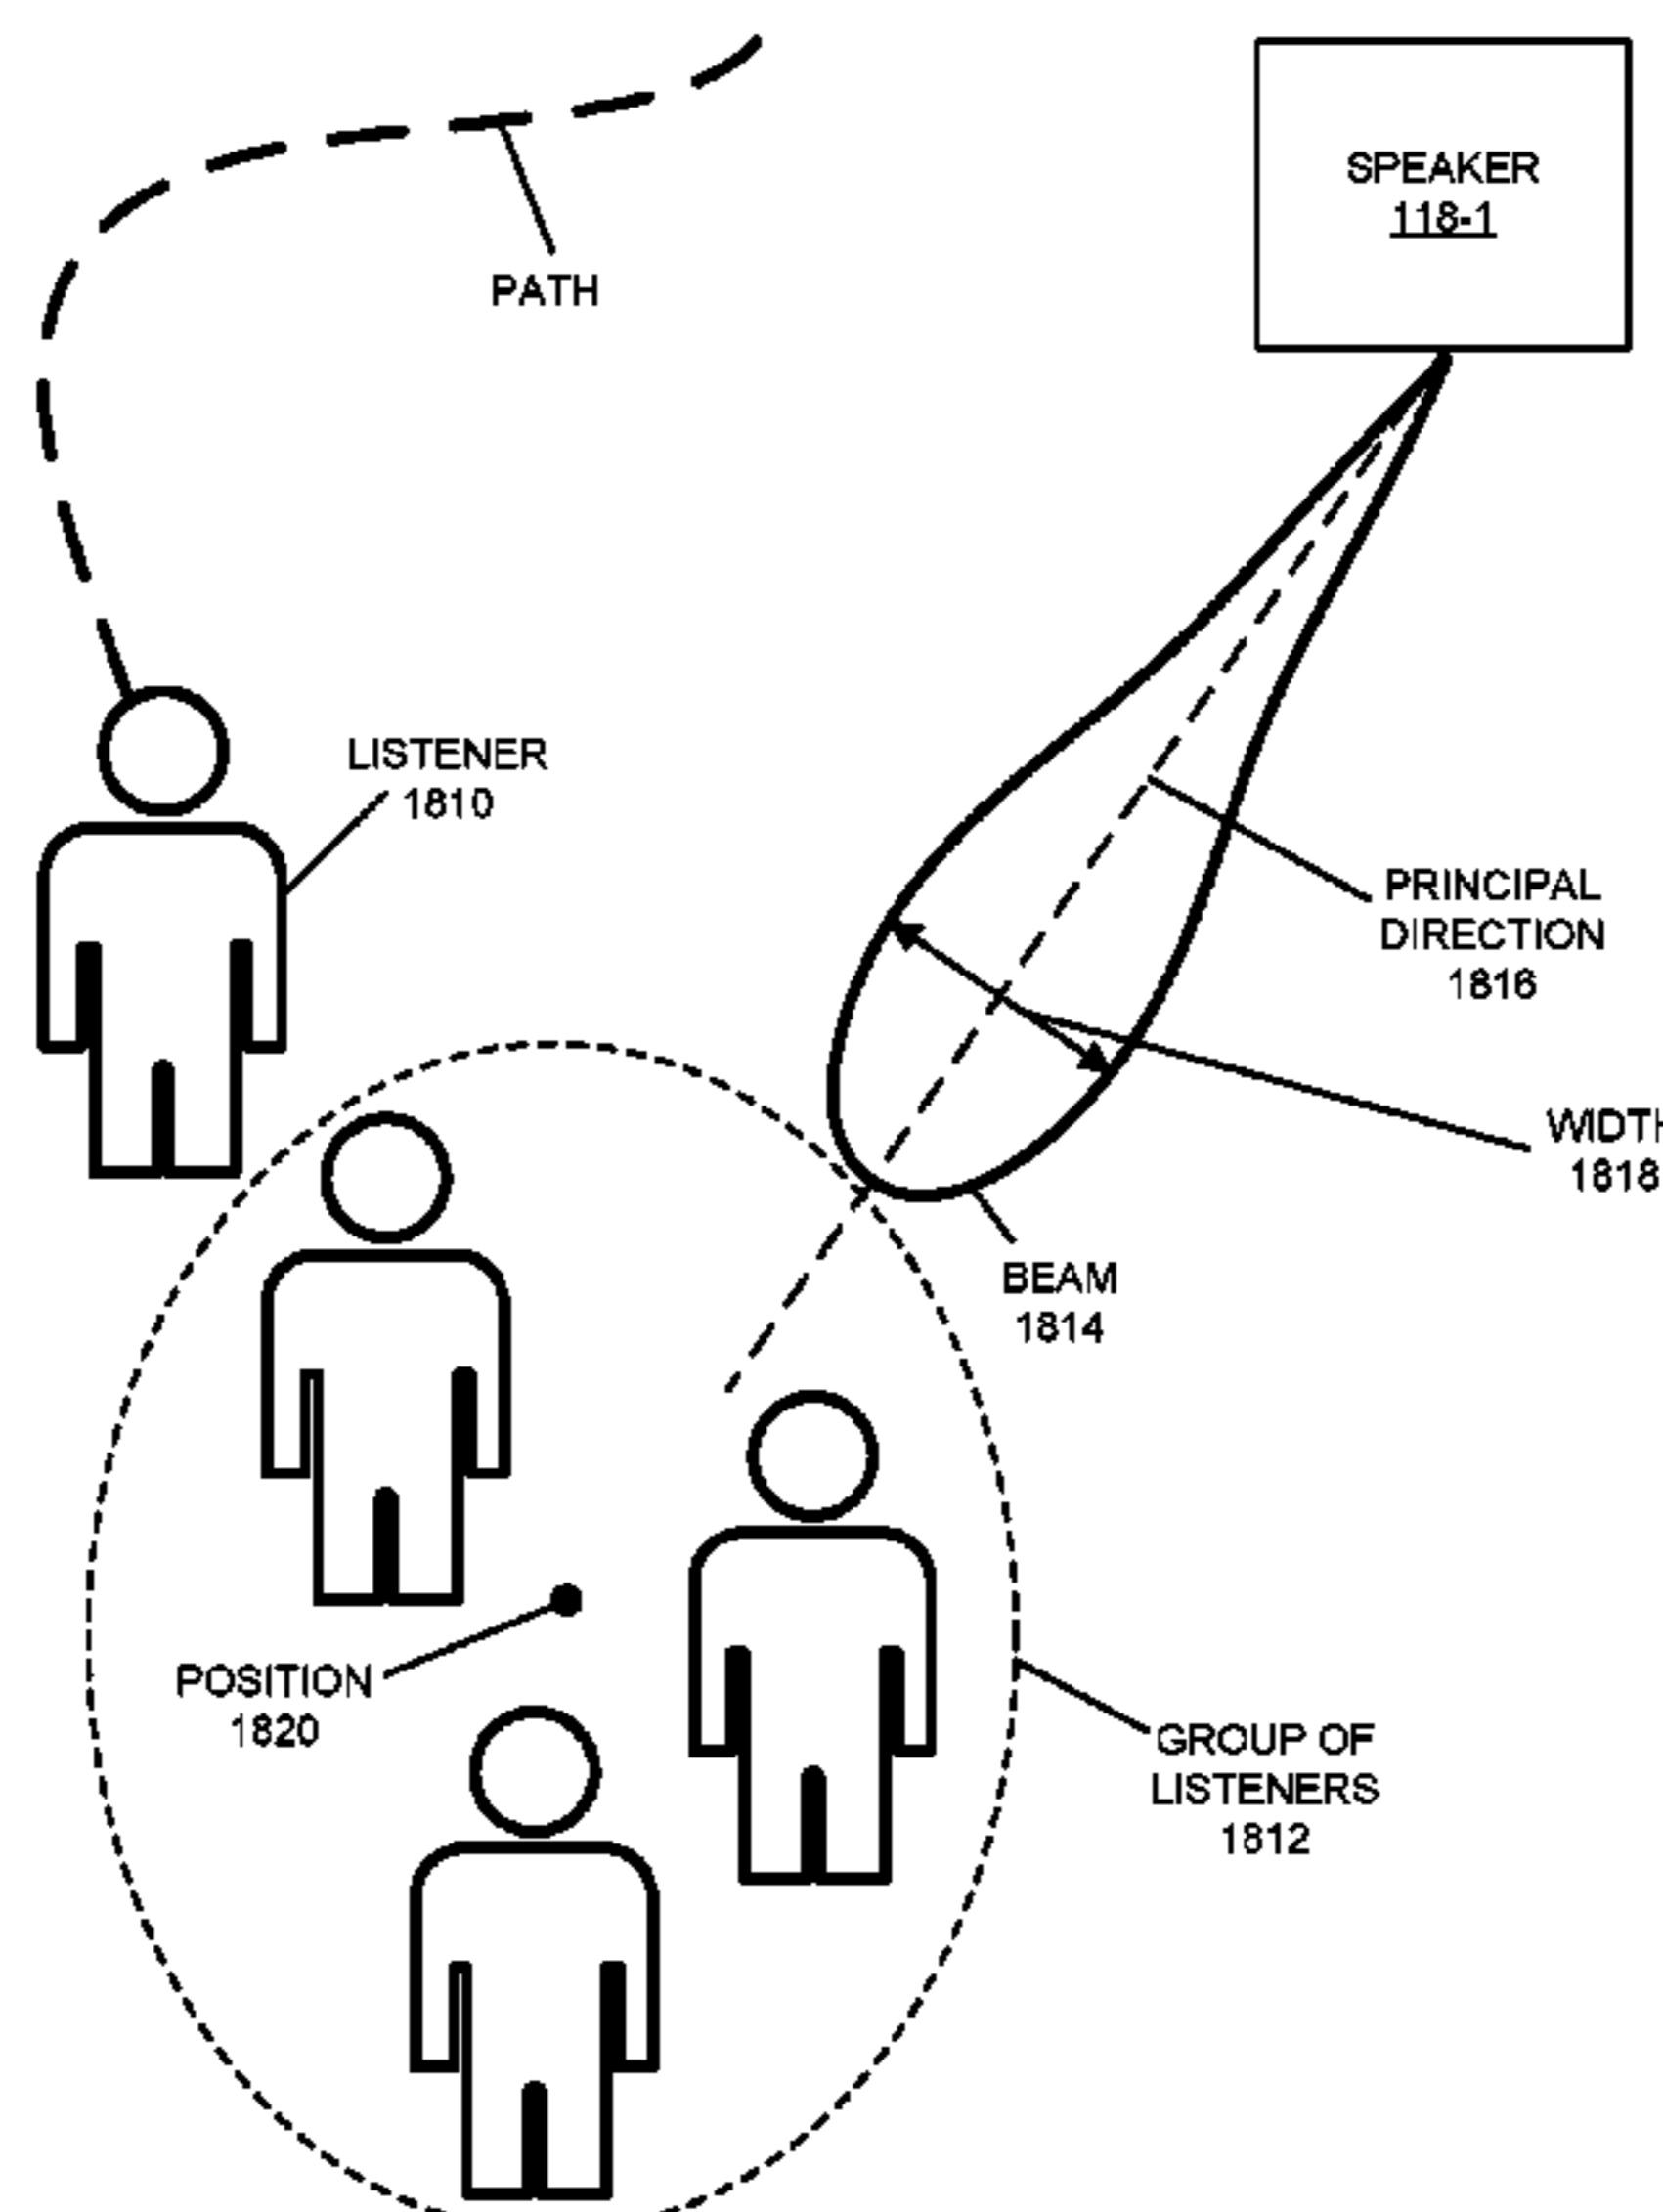 SPEAKER
118-1
PATH
LISTENER
1810
PRINCIPAL
DIRECTION
1816
WIDTH
1818
BEAM
1814
POSITION
1820
GROUP OF
LISTENERS
1812